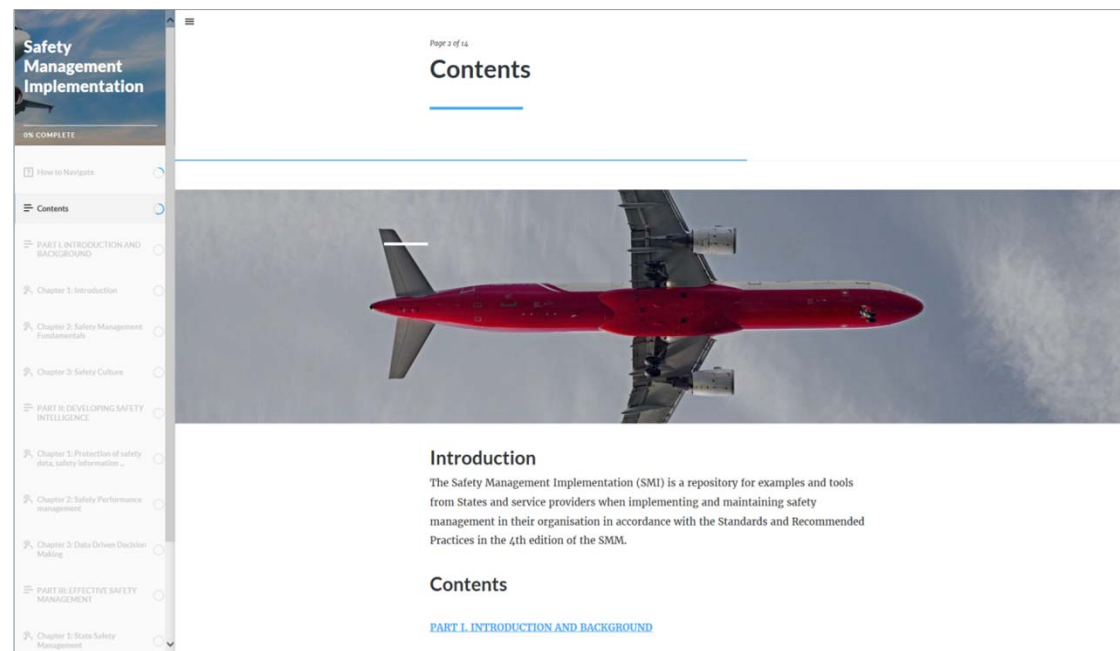 Safety
Management
Implementation
0% COMPLETE
How to Navigate
Contents
PART I. INTRODUCTION AND
BACKGROUND
Chapter 1: Introduction
Chapter 2: Safety Management
Fundamentals
Chapter 3: Safety Culture
PART II: DEVELOPING SAFETY
INTELLIGENCE
Chapter 1: Protection of safety
data, safety information ...
Chapter 2: Safety Performance
management
Chapter 3: Data Driven Decision
Making
PART III: EFFECTIVE SAFETY
MANAGEMENT
Chapter 1: State Safety
Management
Page 2 of 14
Contents
Introduction
The Safety Management Implementation (SMI) is a repository for examples and tools
from States and service providers when implementing and maintaining safety
management in their organisation in accordance with the Standards and Recommended
Practices in the 4th edition of the SMM.
Contents
PART I. INTRODUCTION AND BACKGROUND